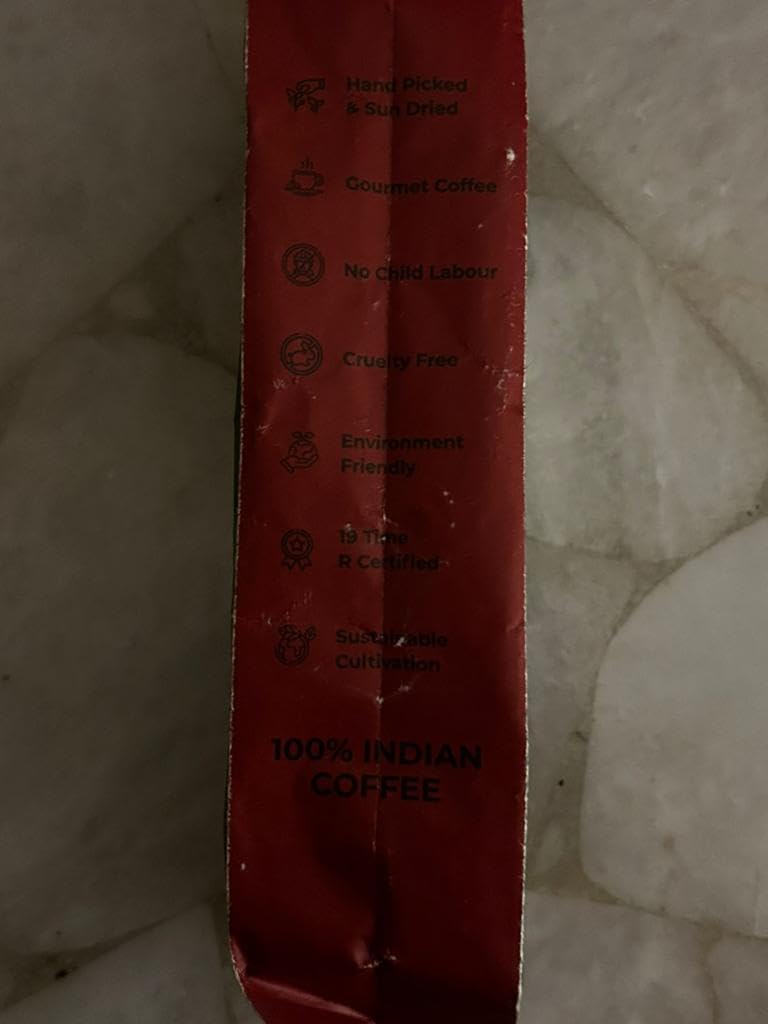 Hand Picked
& Sun Dried
Gourmet Coffee
No Child Labour
Cruelty Free
Environment
Friendly
19 Time
R Certified
Sustainable
Cultivation
100% INDIAN
COFFEE